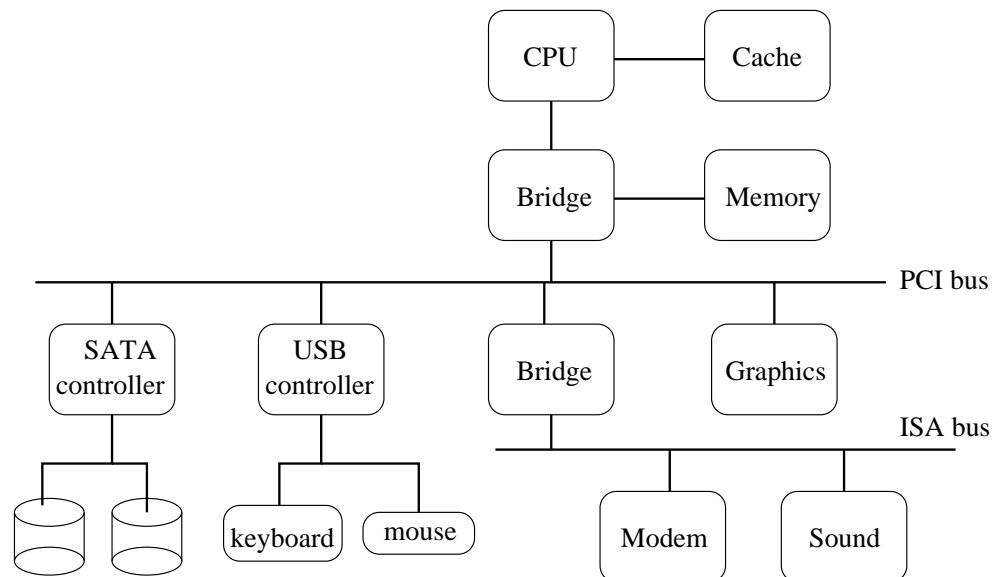 CPU
Cache
Bridge
Memory
PCI bus
SATA
controller
USB
controller
Bridge
Graphics
ISA bus
keyboard
mouse
Modem
Sound